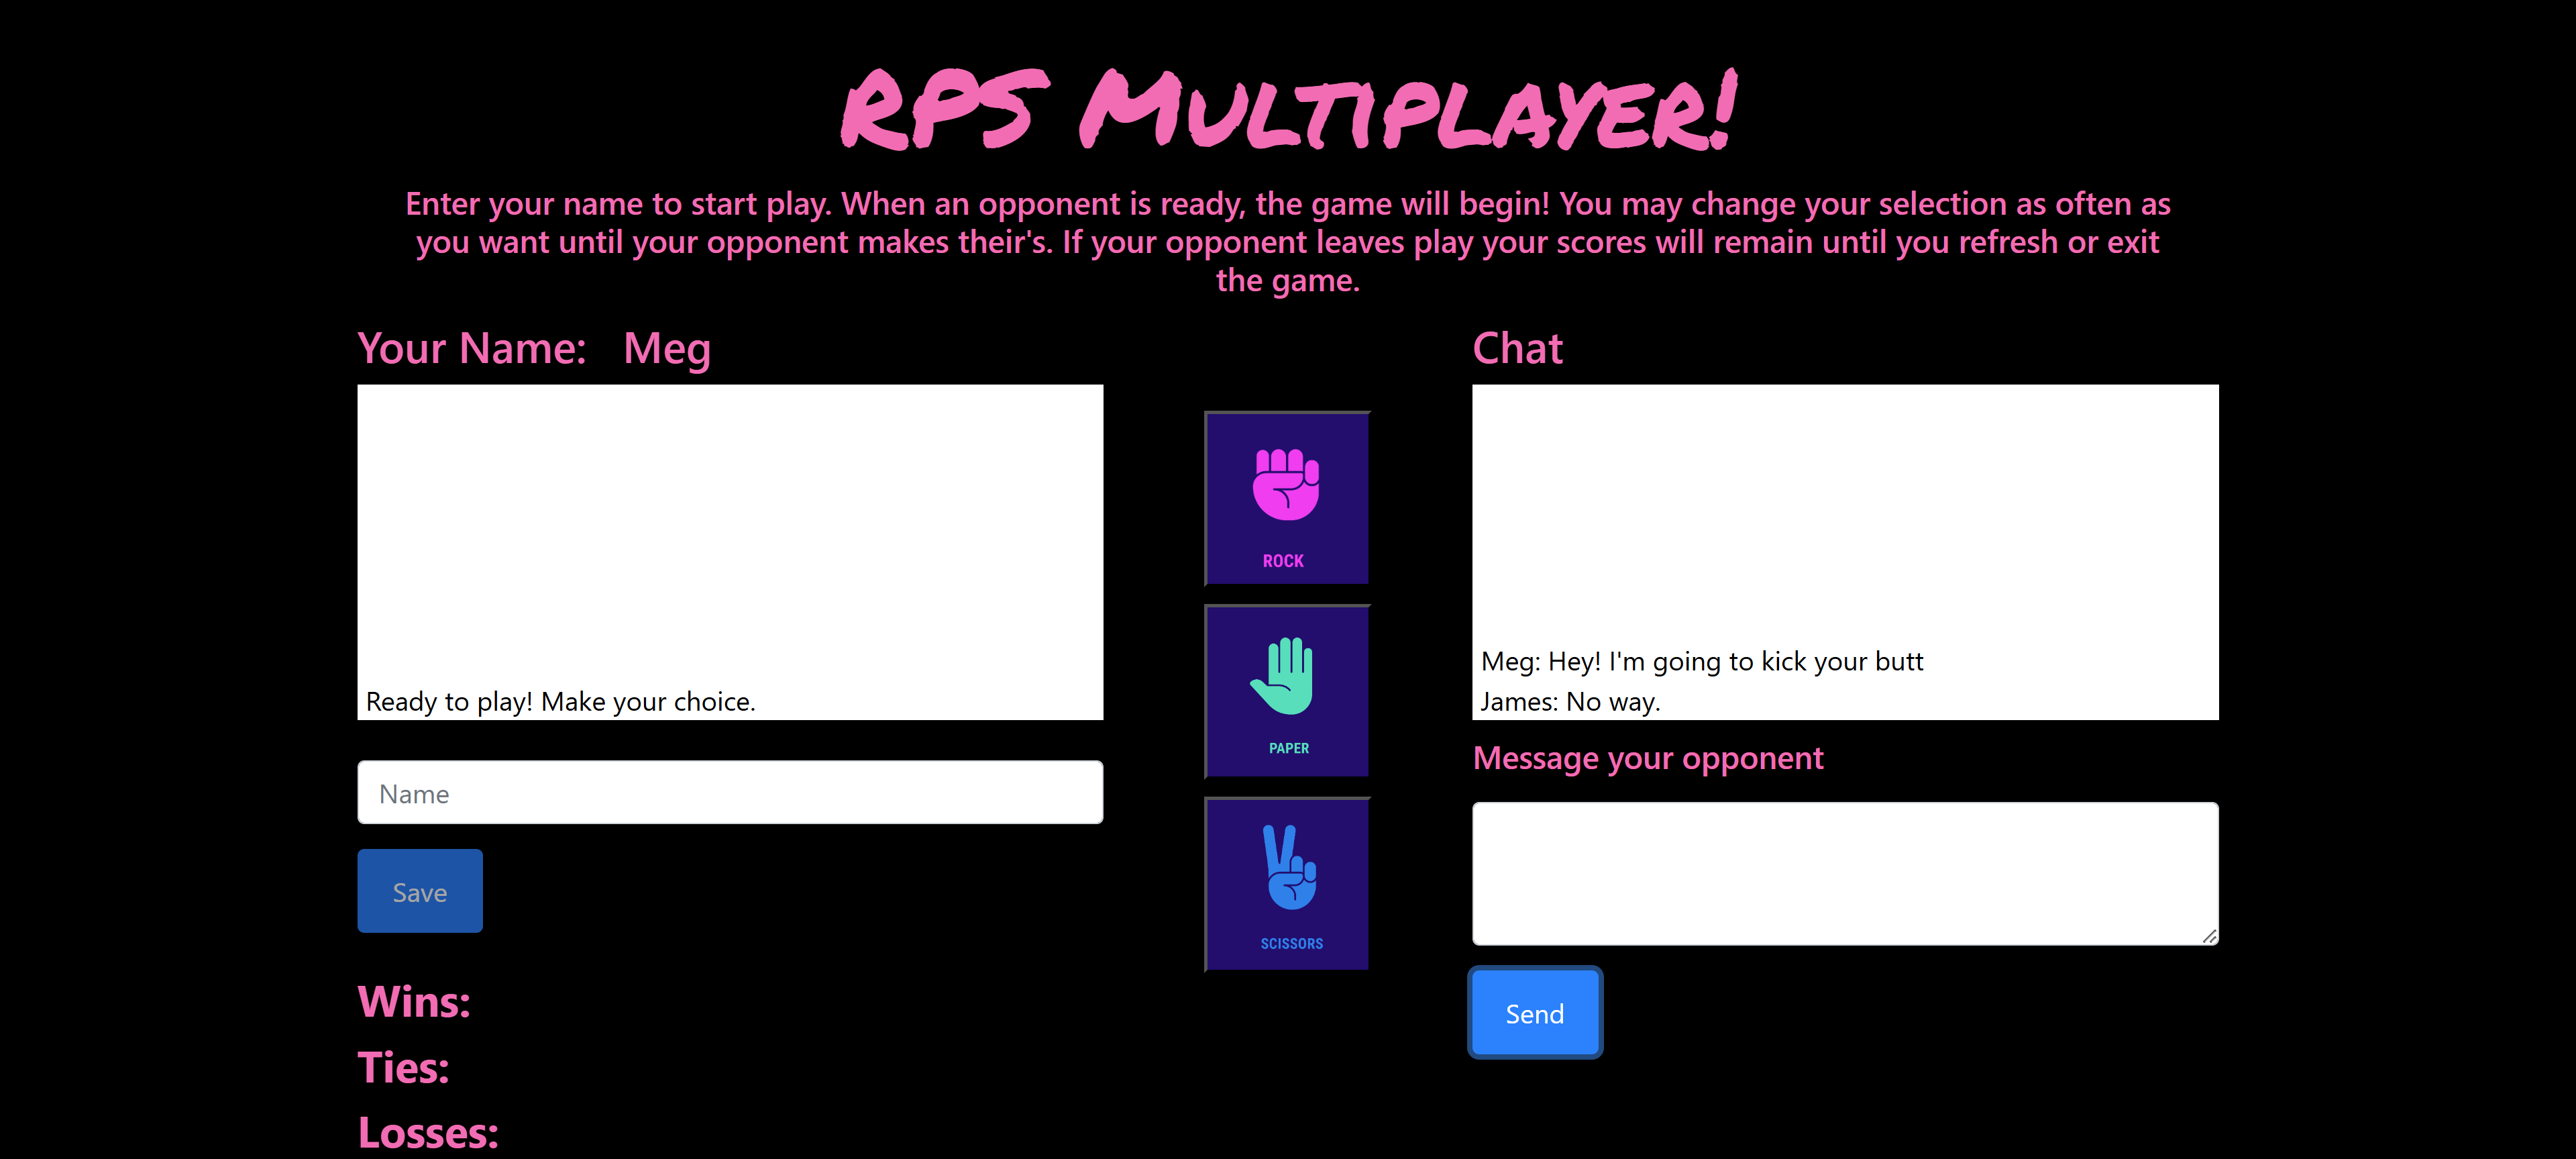 RPS Multiplayer!
Enter your name to start play. When an opponent is ready, the game will begin! You may change your selection as often as
you want until your opponent makes their's. If your opponent leaves play your scores will remain until you refresh or exit
the game.
Your Name: Meg
Ready to play! Make your choice.
Name
Save
Wins:
Ties:
Losses:
ROCK
PAPER
SCISSORS
Chat
Meg: Hey! I'm going to kick your butt
James: No way.
Message your opponent
Send